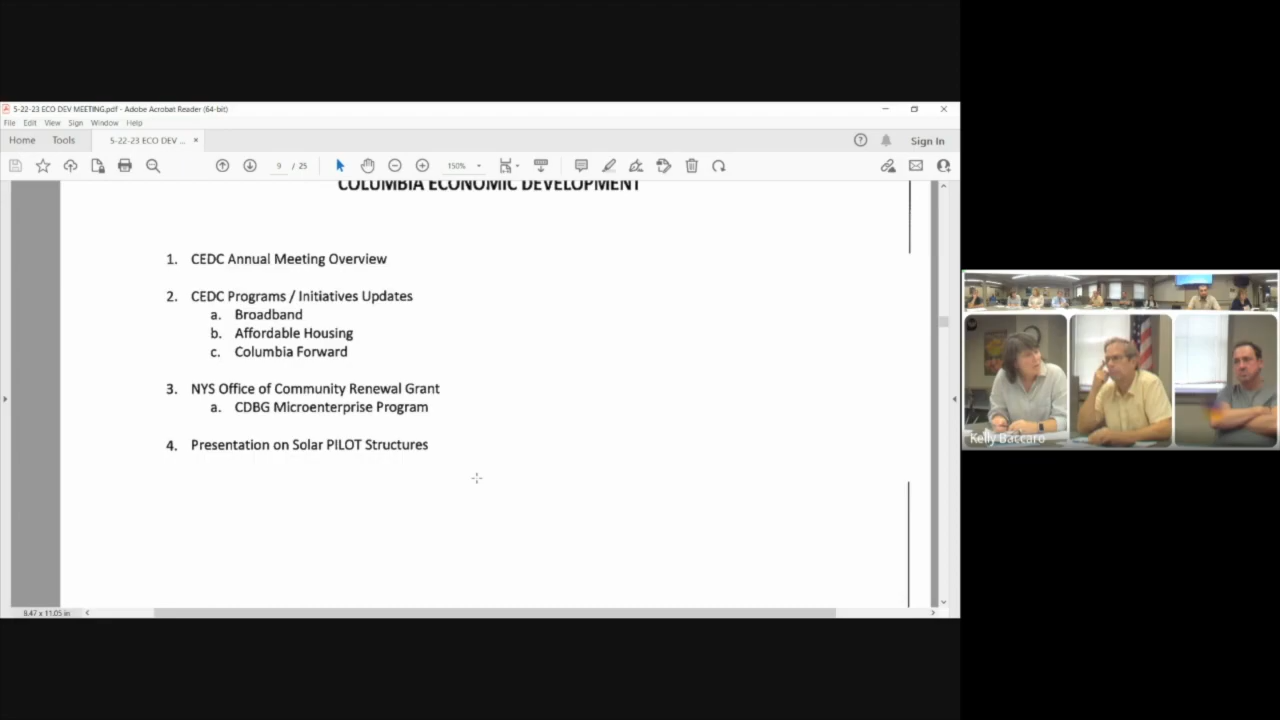 5-22-23 ECO DEV MEETING.pdf - Adobe Acrobat Reader (64-bit)
File Edit View Sign Window Help
Home Tools 5-22-23 ECO DEV ... × Sign In
9 / 25 150%
COLUMBIA ECONOMIC DEVELOPMENT
1. CEDC Annual Meeting Overview
2. CEDC Programs / Initiatives Updates
a. Broadband
b. Affordable Housing
c. Columbia Forward
3. NYS Office of Community Renewal Grant
a. CDBG Microenterprise Program
4. Presentation on Solar PILOT Structures
8.47 x 11.05 in
Kelly Baccaro